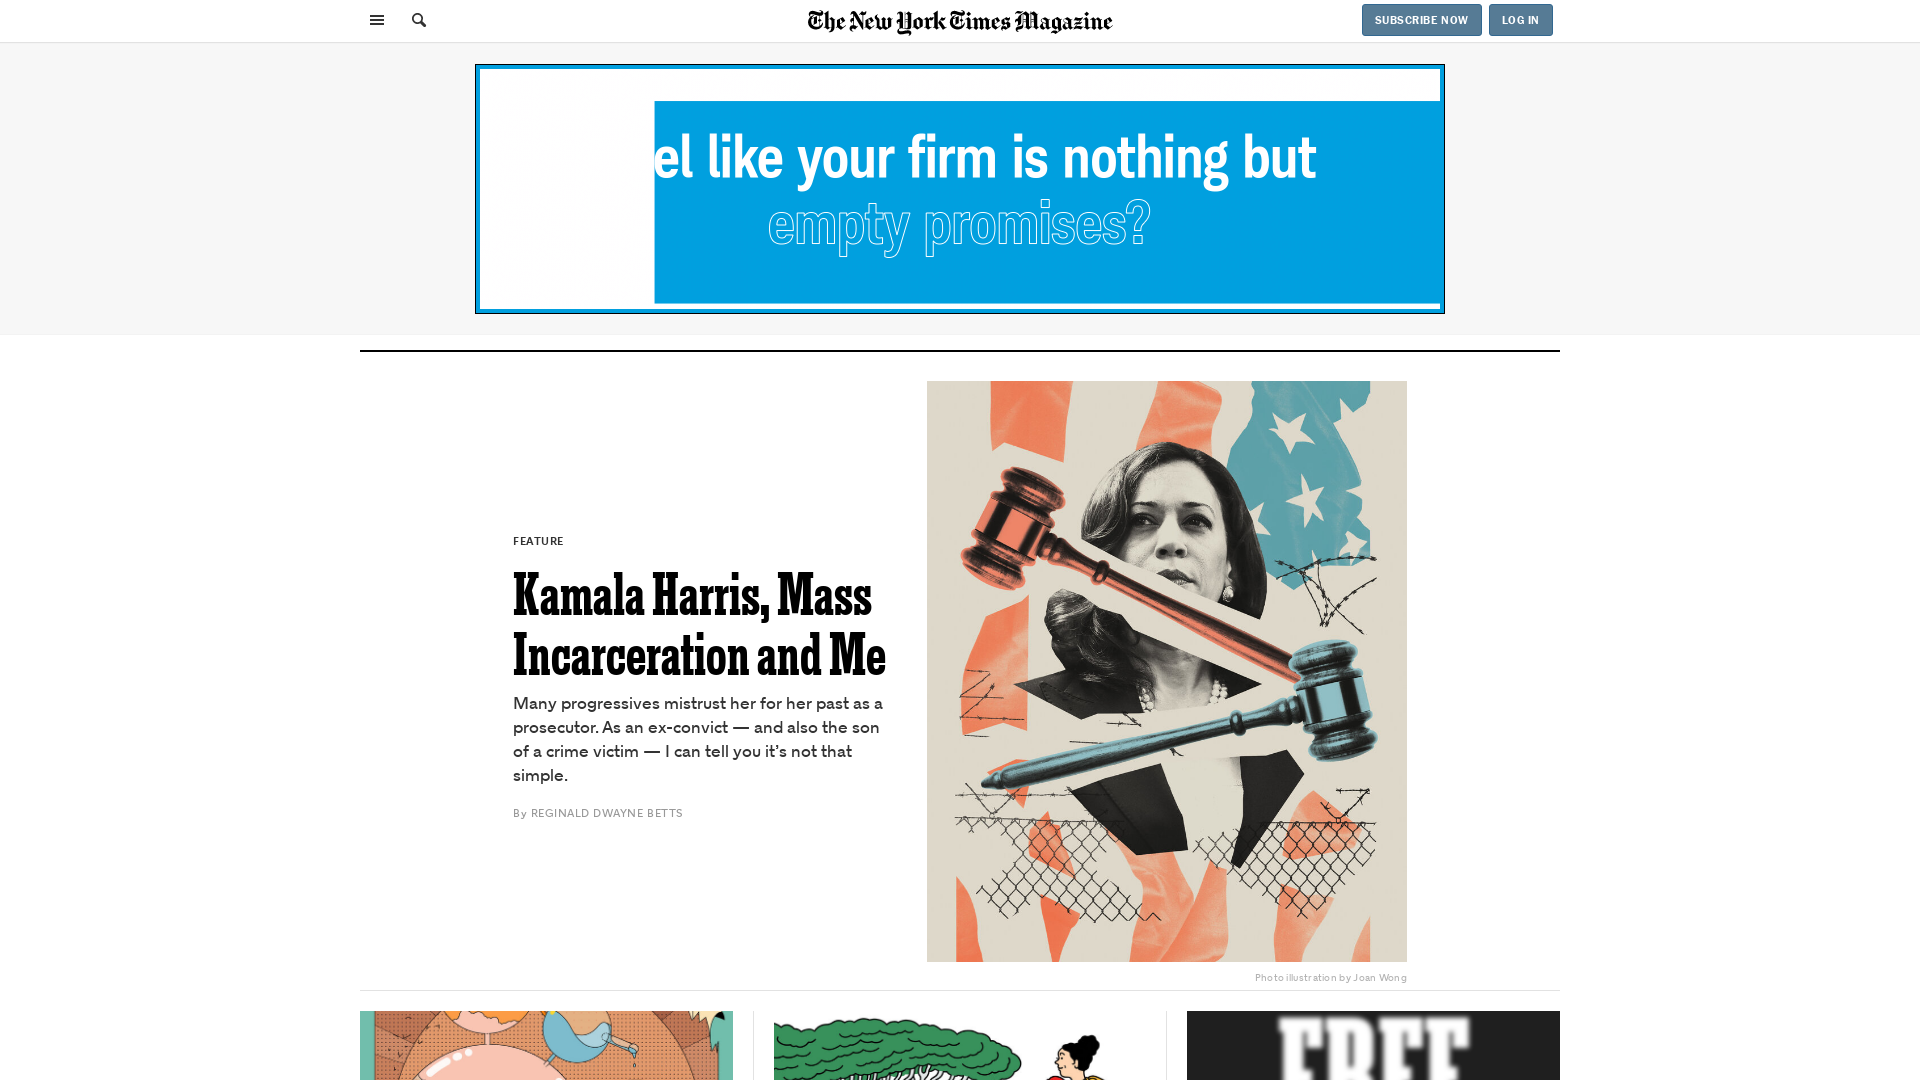 The New York Times Magazine
SUBSCRIBE NOW
LOG IN
el like your firm is nothing but
empty promises?
FEATURE
Kamala Harris, Mass
Incarceration and Me
Many progressives mistrust her for her past as a
prosecutor. As an ex-convict — and also the son
of a crime victim — I can tell you it’s not that
simple.
By REGINALD DWAYNE BETTS
Photo illustration by Joan Wong
FREE